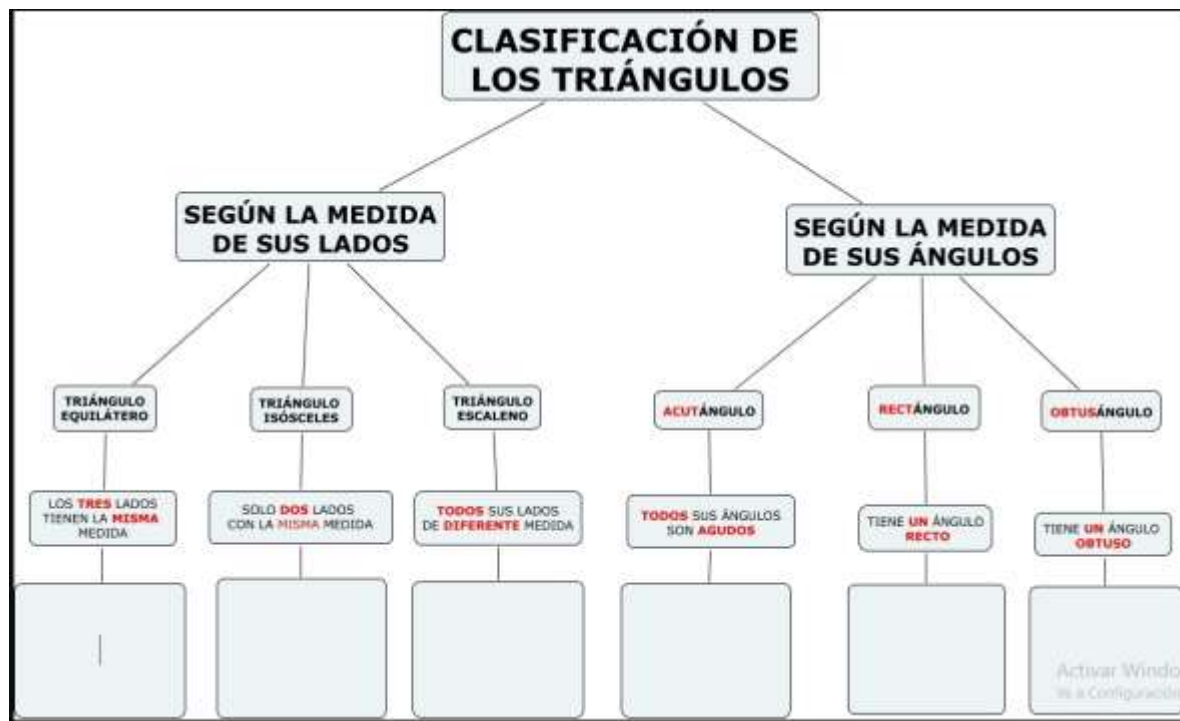 CLASIFICACIÓN DE
LOS TRIÁNGULOS
SEGÚN LA MEDIDA
DE SUS LADOS
SEGÚN LA MEDIDA
DE SUS ÁNGULOS
TRIÁNGULO
EQUILÁTERO
TRIÁNGULO
ISÓSCELES
TRIÁNGULO
ESCALENO
ACUTÁNGULO
RECTÁNGULO
OBTUSÁNGULO
LOS TRES LADOS
TIENEN LA MISMA
MEDIDA
SOLO DOS LADOS
CON LA MISMA MEDIDA
TODOS SUS LADOS
DE DIFERENTE MEDIDA
TODOS SUS ÁNGULOS
SON AGUDOS
TIENE UN ÁNGULO
RECTO
TIENE UN ÁNGULO
OBTUSO
Activar Windo
Ve a Configuración